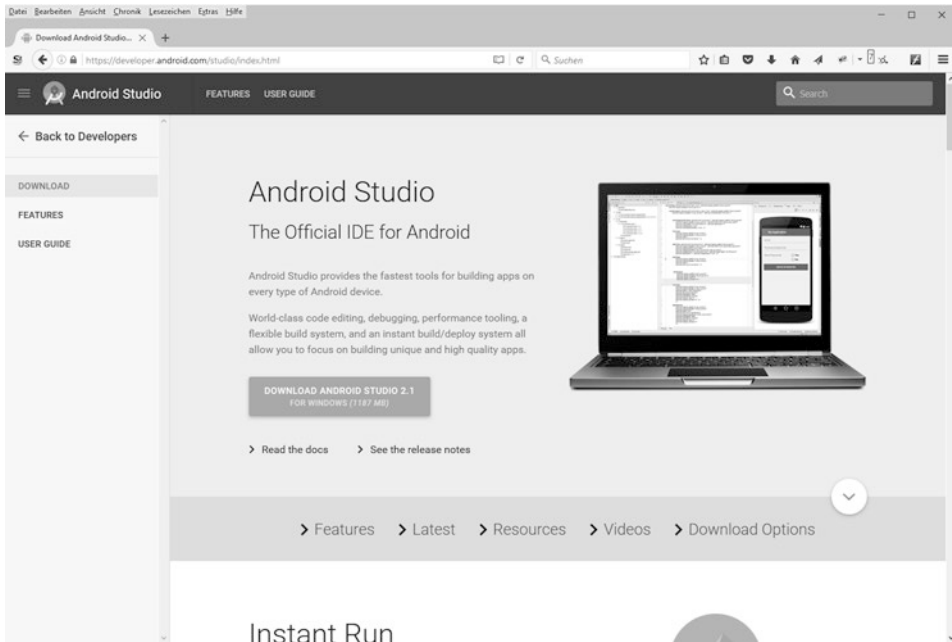 Datei Bearbeiten Ansicht Chronik Lesezeichen Extras Hilfe
Download Android Studio...
https://developer.android.com/studio/index.html
Suchen
Android Studio
FEATURES USER GUIDE
Search
Back to Developers
DOWNLOAD
FEATURES
USER GUIDE
Android Studio
The Official IDE for Android
Android Studio provides the fastest tools for building apps on
every type of Android device.
World-class code editing, debugging, performance tooling, a
flexible build system, and an instant build/deploy system all
allow you to focus on building unique and high quality apps.
DOWNLOAD ANDROID STUDIO 2.1
FOR WINDOWS (1187 MB)
Read the docs See the release notes
Features Latest Resources Videos Download Options
Instant Run